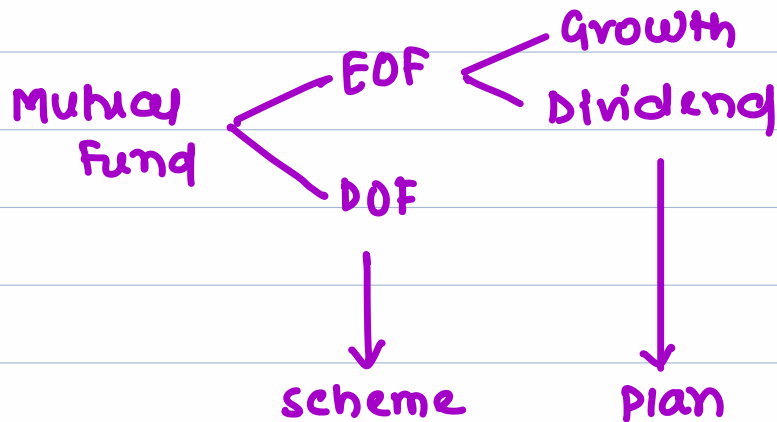 Growth
EOF
Mutual
Dividend
Fund
DOF
scheme
plan